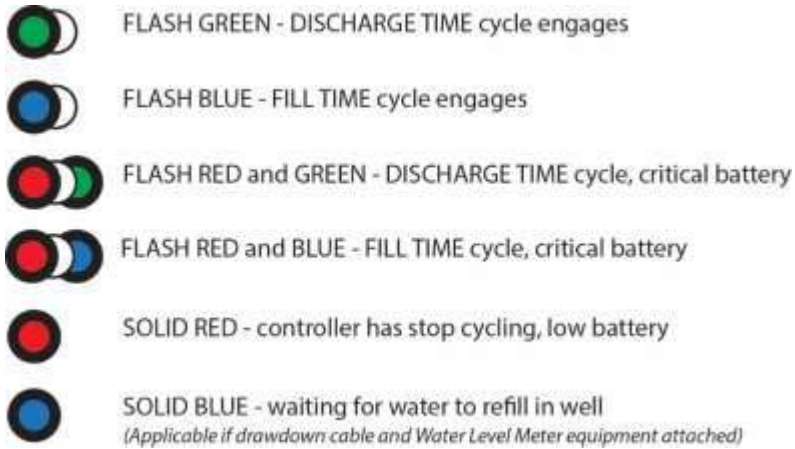 FLASH GREEN - DISCHARGE TIME cycle engages
FLASH BLUE - FILL TIME cycle engages
FLASH RED and GREEN - DISCHARGE TIME cycle, critical battery
FLASH RED and BLUE - FILL TIME cycle, critical battery
SOLID RED - controller has stop cycling, low battery
SOLID BLUE - waiting for water to refill in well
(Applicable if drawdown cable and Water Level Meter equipment attached)